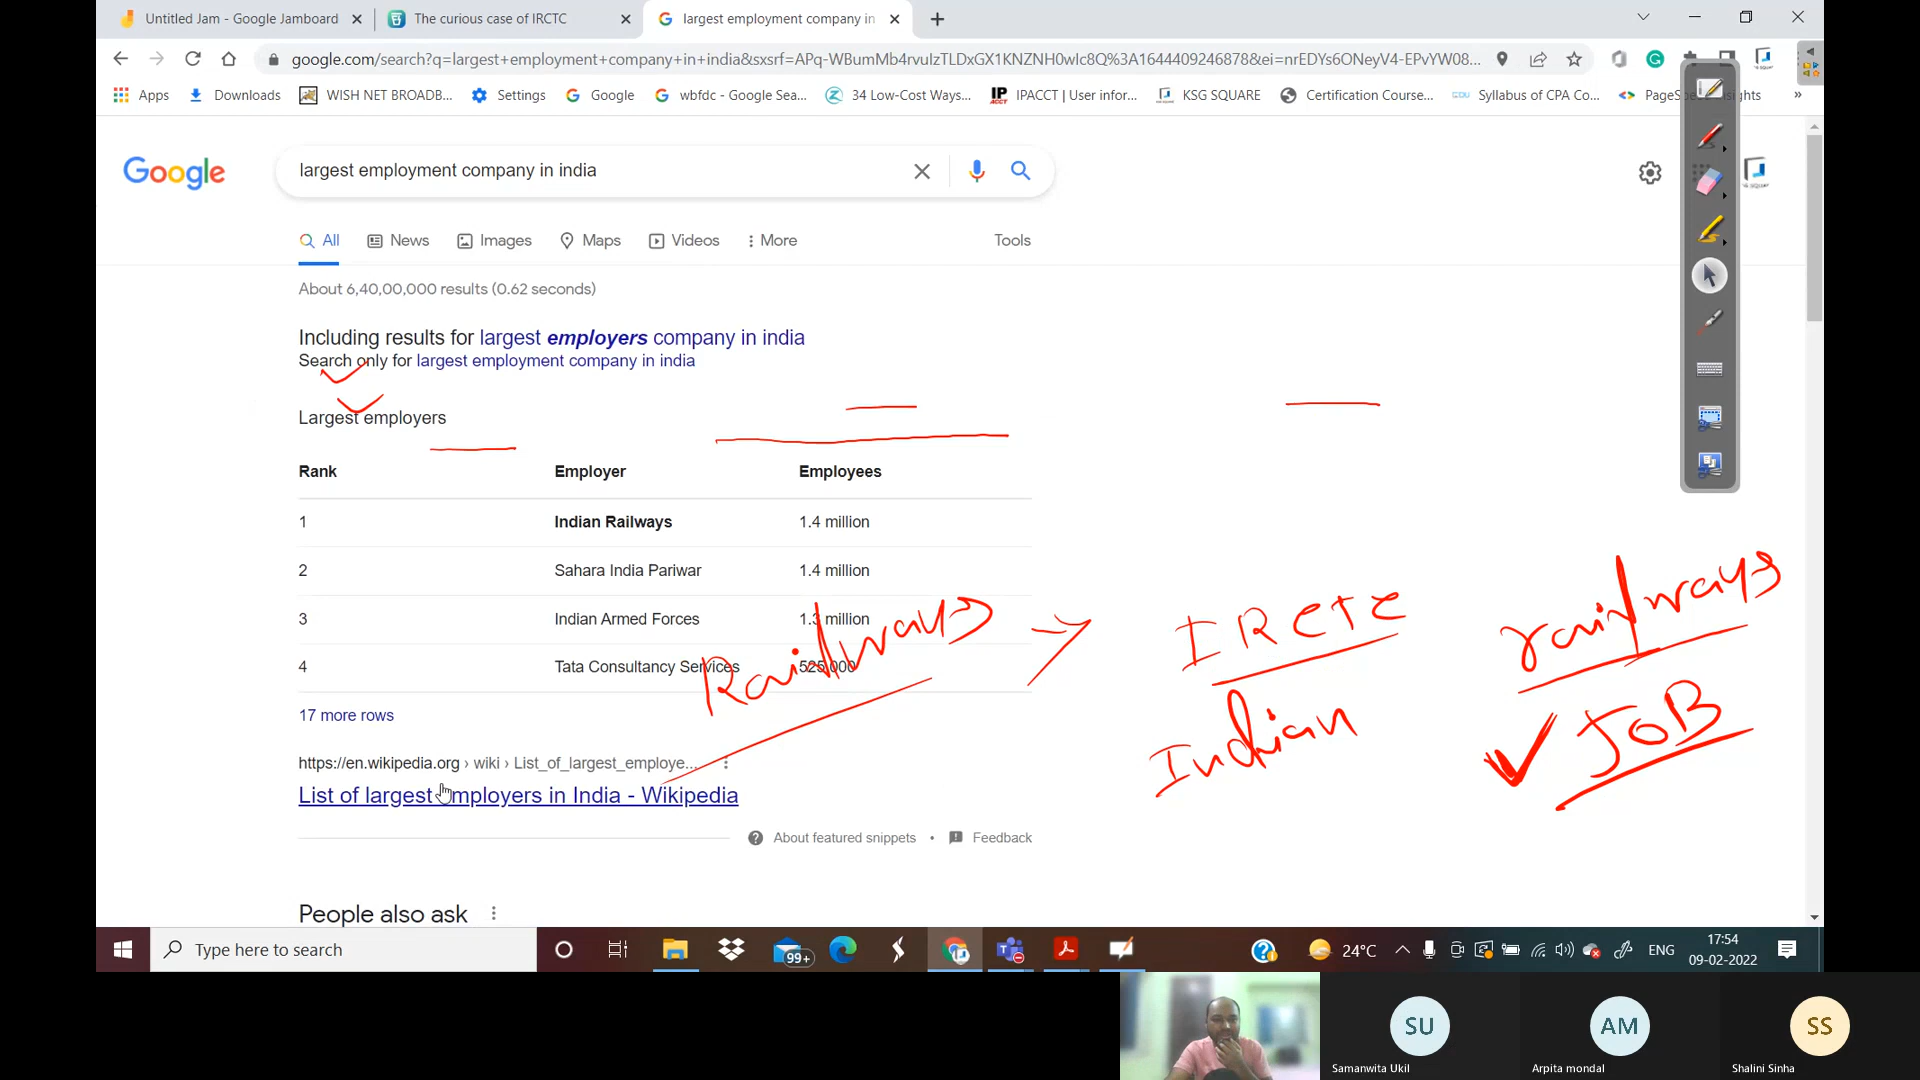 Untitled Jam - Google Jamboard
The curious case of IRCTC
largest employment company in
google.com/search?q=largest+employment+company+in+india&sxsrf=APq-WBumMb4rvuIzTLDxGX1KNZNH0wIc8Q%3A1644409246878&ei=nrEDYs6ONeyV4-EPvYW08...
Apps
Downloads
WISH NET BROADB...
Settings
Google
wbfdc - Google Sea...
34 Low-Cost Ways...
IPACCT | User infor...
KSG SQUARE
Certification Course...
Syllabus of CPA Co...
Google
largest employment company in india
All
News
Images
Maps
Videos
More
Tools
About 6,40,00,000 results (0.62 seconds)
Including results for largest employers company in india
Search only for largest employment company in india
Largest employers
Rank Employer Employees
1 Indian Railways 1.4 million
2 Sahara India Pariwar 1.4 million
3 Indian Armed Forces 1.3 million
4 Tata Consultancy Services 525,000
Railways
IRCTC
railways
Indian
JOB
17 more rows
https://en.wikipedia.org › wiki › List_of_largest_employe...
List of largest employers in India - Wikipedia
About featured snippets • Feedback
People also ask
Type here to search
99+
24°C
ENG
17:54
09-02-2022
SU
AM
SS
Samanwita Ukil
Arpita mondal
Shalini Sinha